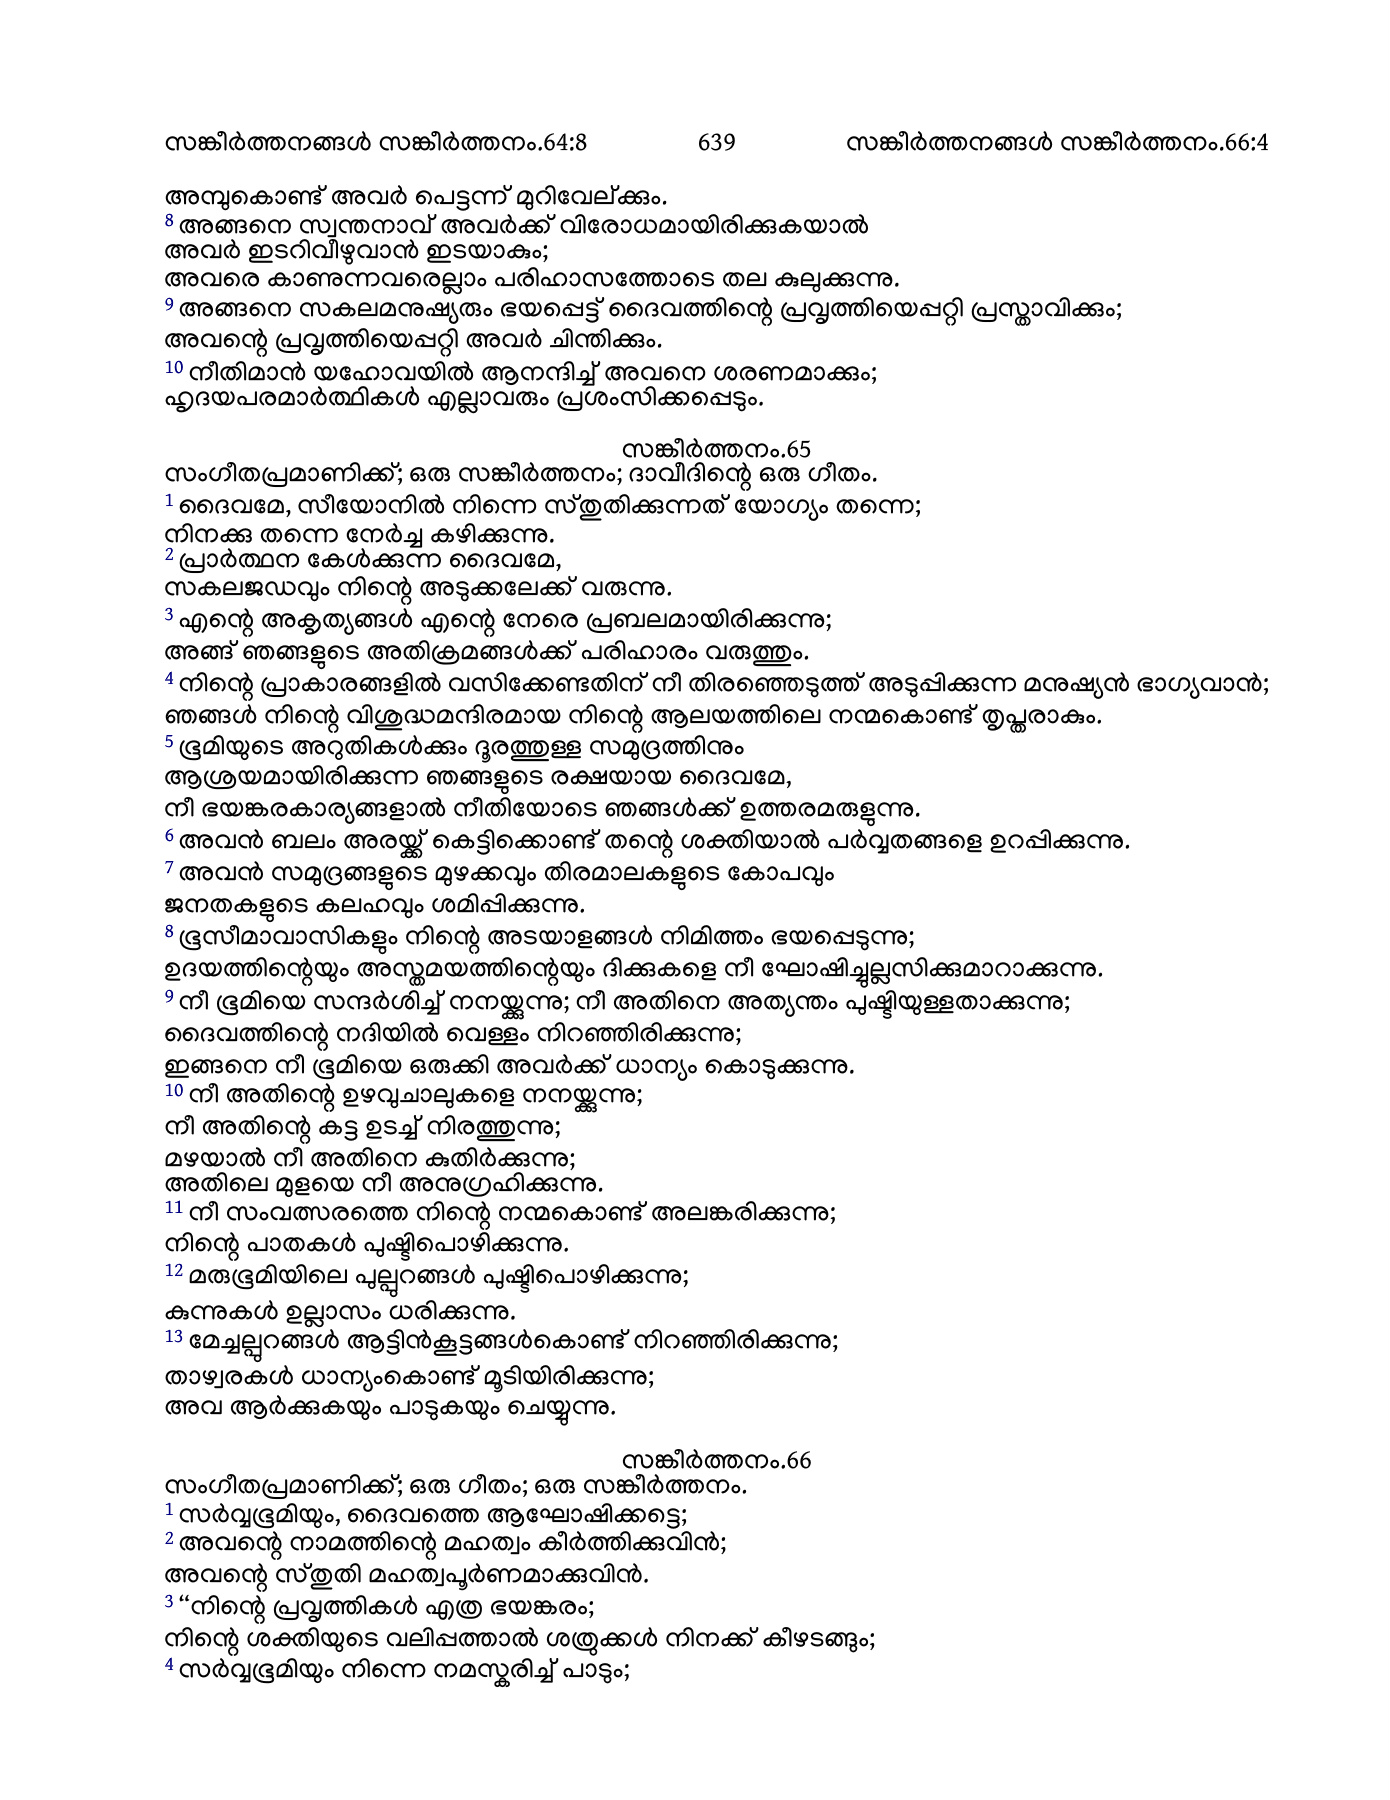 സങ്കീർത്തനങ്ങൾ സങ്കീർത്തനം.64:8 639 സങ്കീർത്തനങ്ങൾ സങ്കീർത്തനം.66:4
അമ്പുകൊണ്ട് അവർ പെട്ടന്ന് മുറിവേല്ക്കും.
8 അങ്ങനെ സ്വന്തനാവ് അവർക്ക് വിരോധമായിരിക്കുകയാൽ
അവർ ഇടറിവീഴുവാൻ ഇടയാകും;
അവരെ കാണുന്നവരെല്ലാം പരിഹാസത്തോടെ തല കുലുക്കുന്നു.
9 അങ്ങനെ സകലമനുഷ്യരും ഭയപ്പെട്ട് ദൈവത്തിന്റെ പ്രവൃത്തിയെപ്പറ്റി പ്രസ്താവിക്കും;
അവന്റെ പ്രവൃത്തിയെപ്പറ്റി അവർ ചിന്തിക്കും.
10 നീതിമാൻ യഹോവയിൽ ആനന്ദിച്ച് അവനെ ശരണമാക്കും;
ഹൃദയപരമാർത്ഥികൾ എല്ലാവരും പ്രശംസിക്കപ്പെടും.
സങ്കീർത്തനം.65
സംഗീതപ്രമാണിക്ക്; ഒരു സങ്കീർത്തനം; ദാവീദിന്റെ ഒരു ഗീതം.
1 ദൈവമേ, സീയോനിൽ നിന്നെ സ്തുതിക്കുന്നത് യോഗ്യം തന്നെ;
നിനക്കു തന്നെ നേർച്ച കഴിക്കുന്നു.
2 പ്രാർത്ഥന കേൾക്കുന്ന ദൈവമേ,
സകലജഡവും നിന്റെ അടുക്കലേക്ക് വരുന്നു.
3 എന്റെ അകൃത്യങ്ങൾ എന്റെ നേരെ പ്രബലമായിരിക്കുന്നു;
അങ്ങ് ഞങ്ങളുടെ അതിക്രമങ്ങൾക്ക് പരിഹാരം വരുത്തും.
4 നിന്റെ പ്രാകാരങ്ങളിൽ വസിക്കേണ്ടതിന് നീ തിരഞ്ഞെടുത്ത് അടുപ്പിക്കുന്ന മനുഷ്യൻ ഭാഗ്യവാൻ;
ഞങ്ങൾ നിന്റെ വിശുദ്ധമന്ദിരമായ നിന്റെ ആലയത്തിലെ നന്മകൊണ്ട് തൃപ്തരാകും.
5 ഭൂമിയുടെ അറുതികൾക്കും ദൂരത്തുള്ള സമുദ്രത്തിനും
ആശ്രയമായിരിക്കുന്ന ഞങ്ങളുടെ രക്ഷയായ ദൈവമേ,
നീ ഭയങ്കരകാര്യങ്ങളാൽ നീതിയോടെ ഞങ്ങൾക്ക് ഉത്തരമരുളുന്നു.
6 അവൻ ബലം അരയ്ക്ക് കെട്ടിക്കൊണ്ട് തന്റെ ശക്തിയാൽ പർവ്വതങ്ങളെ ഉറപ്പിക്കുന്നു.
7 അവൻ സമുദ്രങ്ങളുടെ മുഴക്കവും തിരമാലകളുടെ കോപവും
ജനതകളുടെ കലഹവും ശമിപ്പിക്കുന്നു.
8 ഭൂസീമാവാസികളും നിന്റെ അടയാളങ്ങൾ നിമിത്തം ഭയപ്പെടുന്നു;
ഉദയത്തിന്റെയും അസ്തമയത്തിന്റെയും ദിക്കുകളെ നീ ഘോഷിച്ചുല്ലസിക്കുമാറാക്കുന്നു.
9 നീ ഭൂമിയെ സന്ദർശിച്ച് നനയ്ക്കുന്നു; നീ അതിനെ അത്യന്തം പുഷ്ടിയുള്ളതാക്കുന്നു;
ദൈവത്തിന്റെ നദിയിൽ വെള്ളം നിറഞ്ഞിരിക്കുന്നു;
ഇങ്ങനെ നീ ഭൂമിയെ ഒരുക്കി അവർക്ക് ധാന്യം കൊടുക്കുന്നു.
10 നീ അതിന്റെ ഉഴവുചാലുകളെ നനയ്ക്കുന്നു;
നീ അതിന്റെ കട്ട ഉടച്ച് നിരത്തുന്നു;
മഴയാൽ നീ അതിനെ കുതിർക്കുന്നു;
അതിലെ മുളയെ നീ അനുഗ്രഹിക്കുന്നു.
11 നീ സംവത്സരത്തെ നിന്റെ നന്മകൊണ്ട് അലങ്കരിക്കുന്നു;
നിന്റെ പാതകൾ പുഷ്ടിപൊഴിക്കുന്നു.
12 മരുഭൂമിയിലെ പുല്പുറങ്ങൾ പുഷ്ടിപൊഴിക്കുന്നു;
കുന്നുകൾ ഉല്ലാസം ധരിക്കുന്നു.
13 മേച്ചല്പുറങ്ങൾ ആട്ടിൻകൂട്ടങ്ങൾകൊണ്ട് നിറഞ്ഞിരിക്കുന്നു;
താഴ്വരകൾ ധാന്യംകൊണ്ട് മൂടിയിരിക്കുന്നു;
അവ ആർക്കുകയും പാടുകയും ചെയ്യുന്നു.
സങ്കീർത്തനം.66
സംഗീതപ്രമാണിക്ക്; ഒരു ഗീതം; ഒരു സങ്കീർത്തനം.
1 സർവ്വഭൂമിയും, ദൈവത്തെ ആഘോഷിക്കട്ടെ;
2 അവന്റെ നാമത്തിന്റെ മഹത്വം കീർത്തിക്കുവിൻ;
അവന്റെ സ്തുതി മഹത്വപൂർണമാക്കുവിൻ.
3 “നിന്റെ പ്രവൃത്തികൾ എത്ര ഭയങ്കരം;
നിന്റെ ശക്തിയുടെ വലിപ്പത്താൽ ശത്രുക്കൾ നിനക്ക് കീഴടങ്ങും;
4 സർവ്വഭൂമിയും നിന്നെ നമസ്കരിച്ച് പാടും;